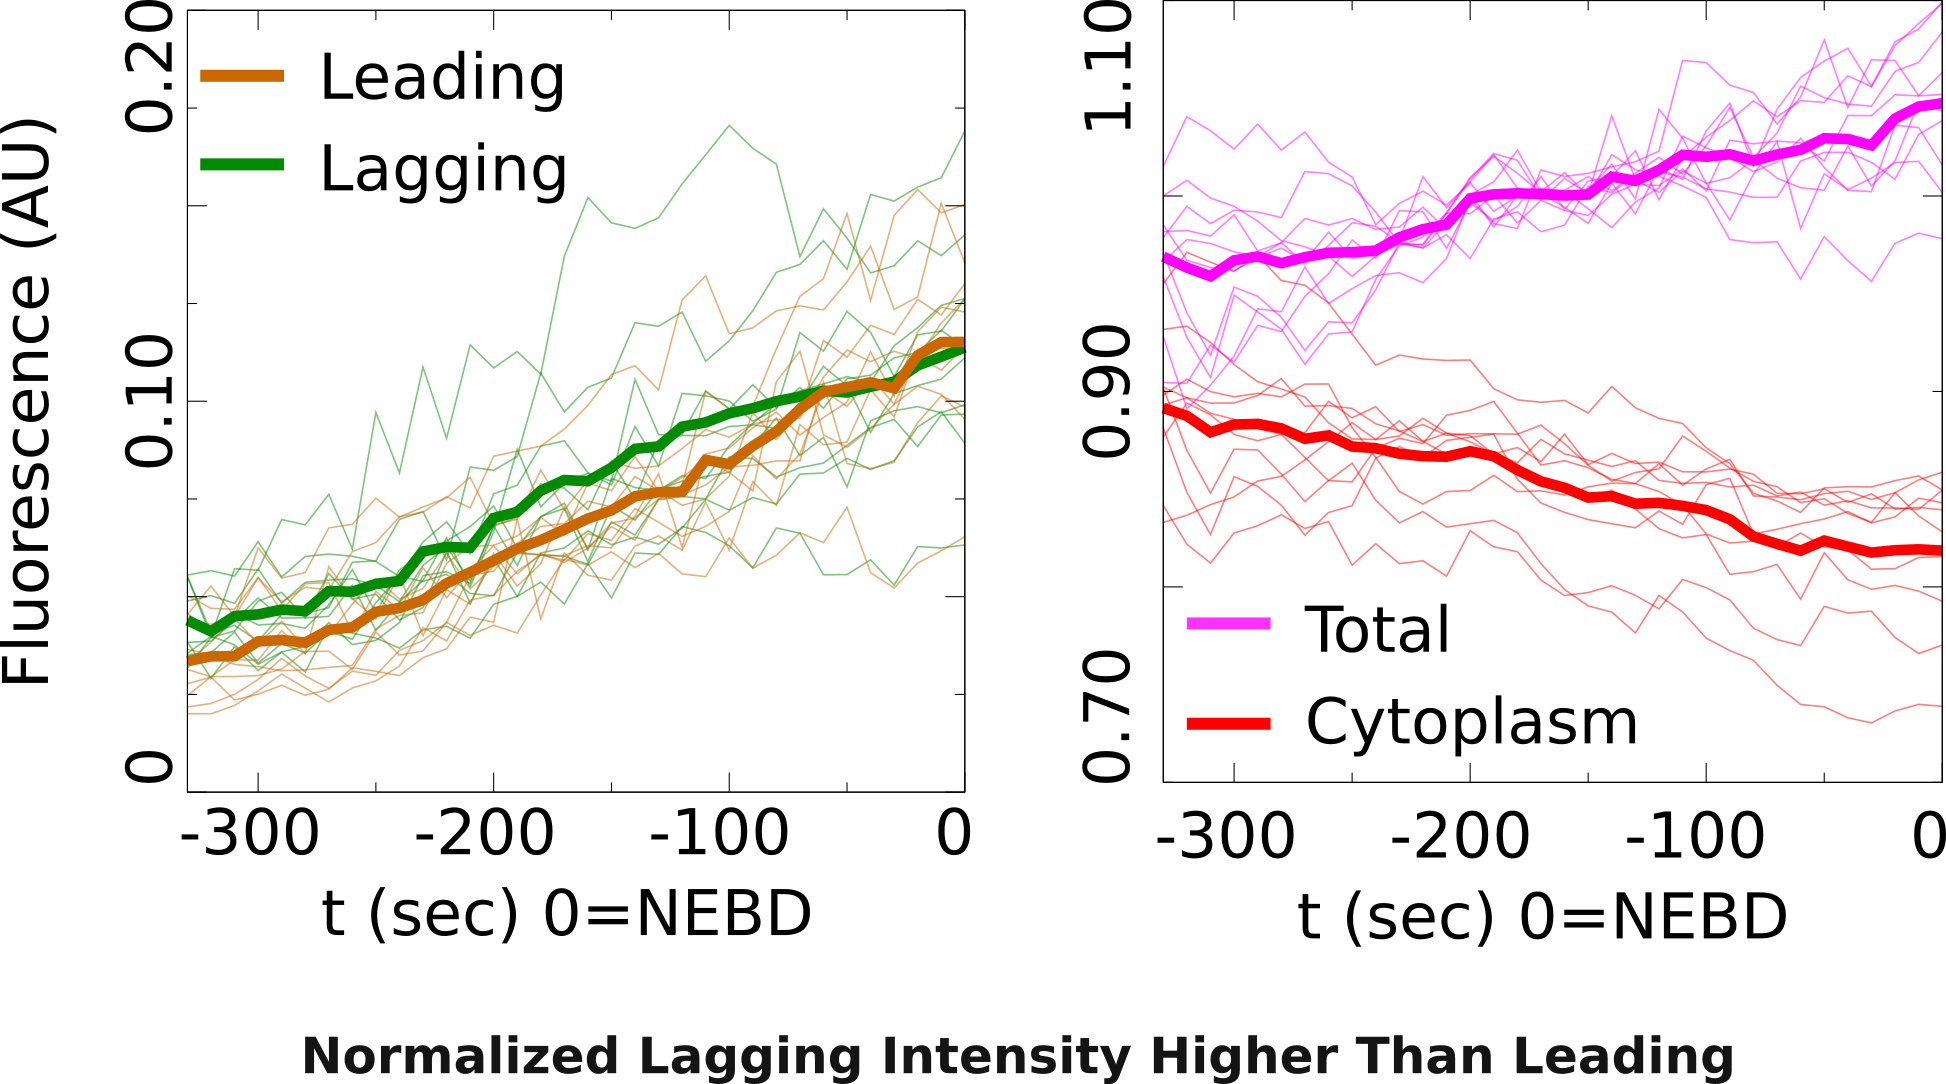 Fluorescence (AU)
0.20
0.10
0
Leading
Lagging
-300 -200 -100 0
t (sec) 0=NEBD
1.10
0.90
0.70
Total
Cytoplasm
-300 -200 -100 0
t (sec) 0=NEBD
Normalized Lagging Intensity Higher Than Leading